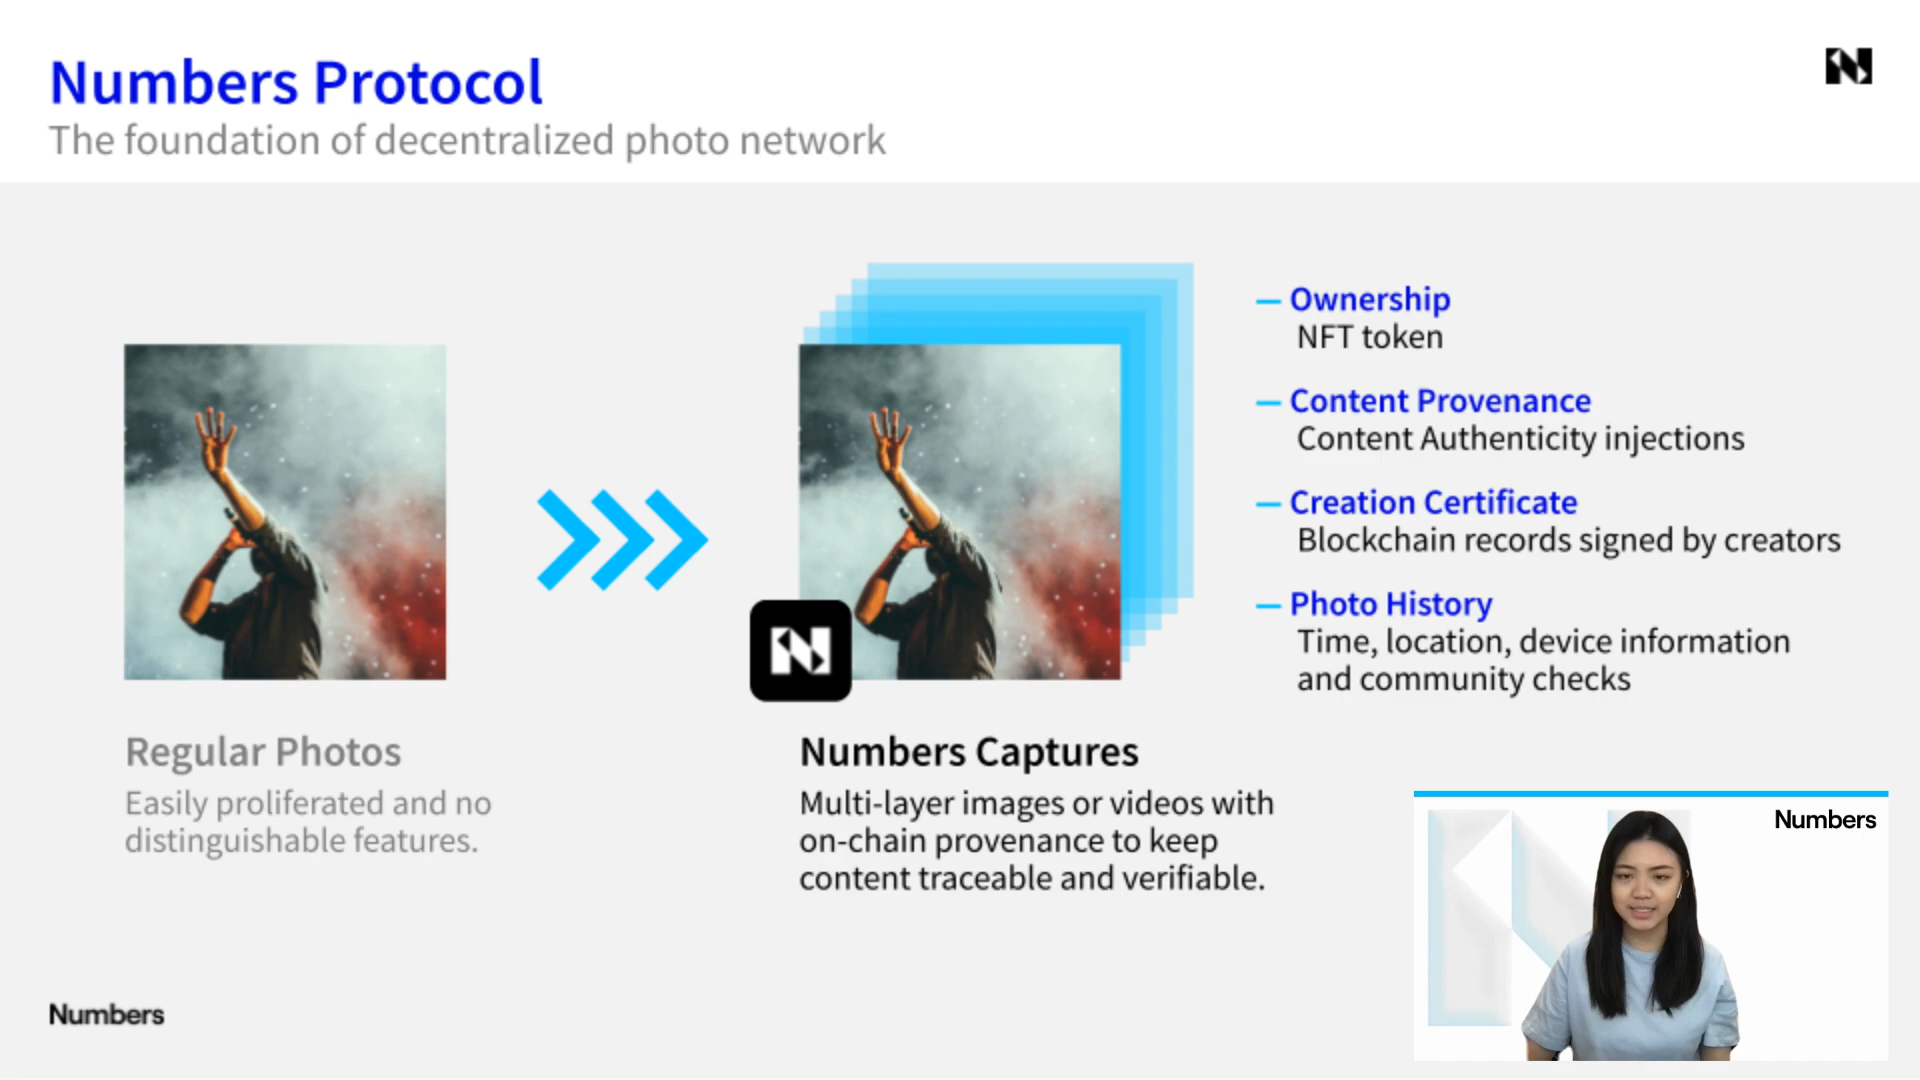 Numbers Protocol
The foundation of decentralized photo network
Regular Photos
Easily proliferated and no
distinguishable features.
Numbers Captures
Multi-layer images or videos with
on-chain provenance to keep
content traceable and verifiable.
— Ownership
NFT token
— Content Provenance
Content Authenticity injections
— Creation Certificate
Blockchain records signed by creators
— Photo History
Time, location, device information
and community checks
Numbers
Numbers